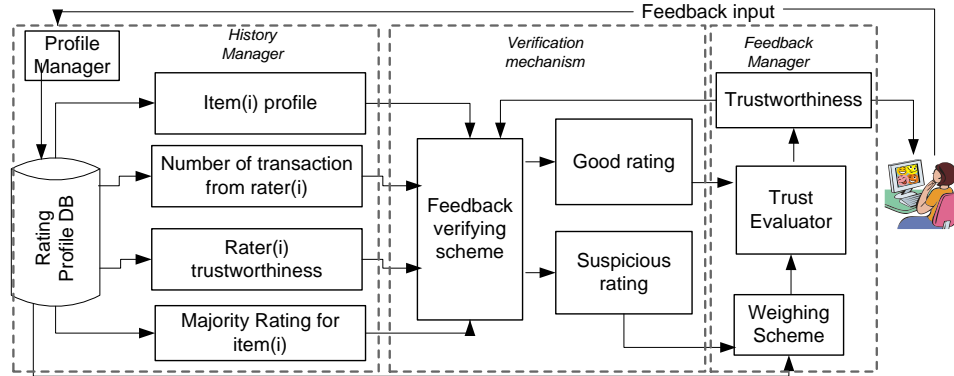 Feedback input
Profile
Manager
History
Manager
Verification
mechanism
Feedback
Manager
Item(i) profile
Trustworthiness
Number of transaction
from rater(i)
Good rating
Feedback
verifying
scheme
Trust
Evaluator
Rating
Profile DB
Rater(i)
trustworthiness
Suspicious
rating
Majority Rating for
item(i)
Weighing
Scheme